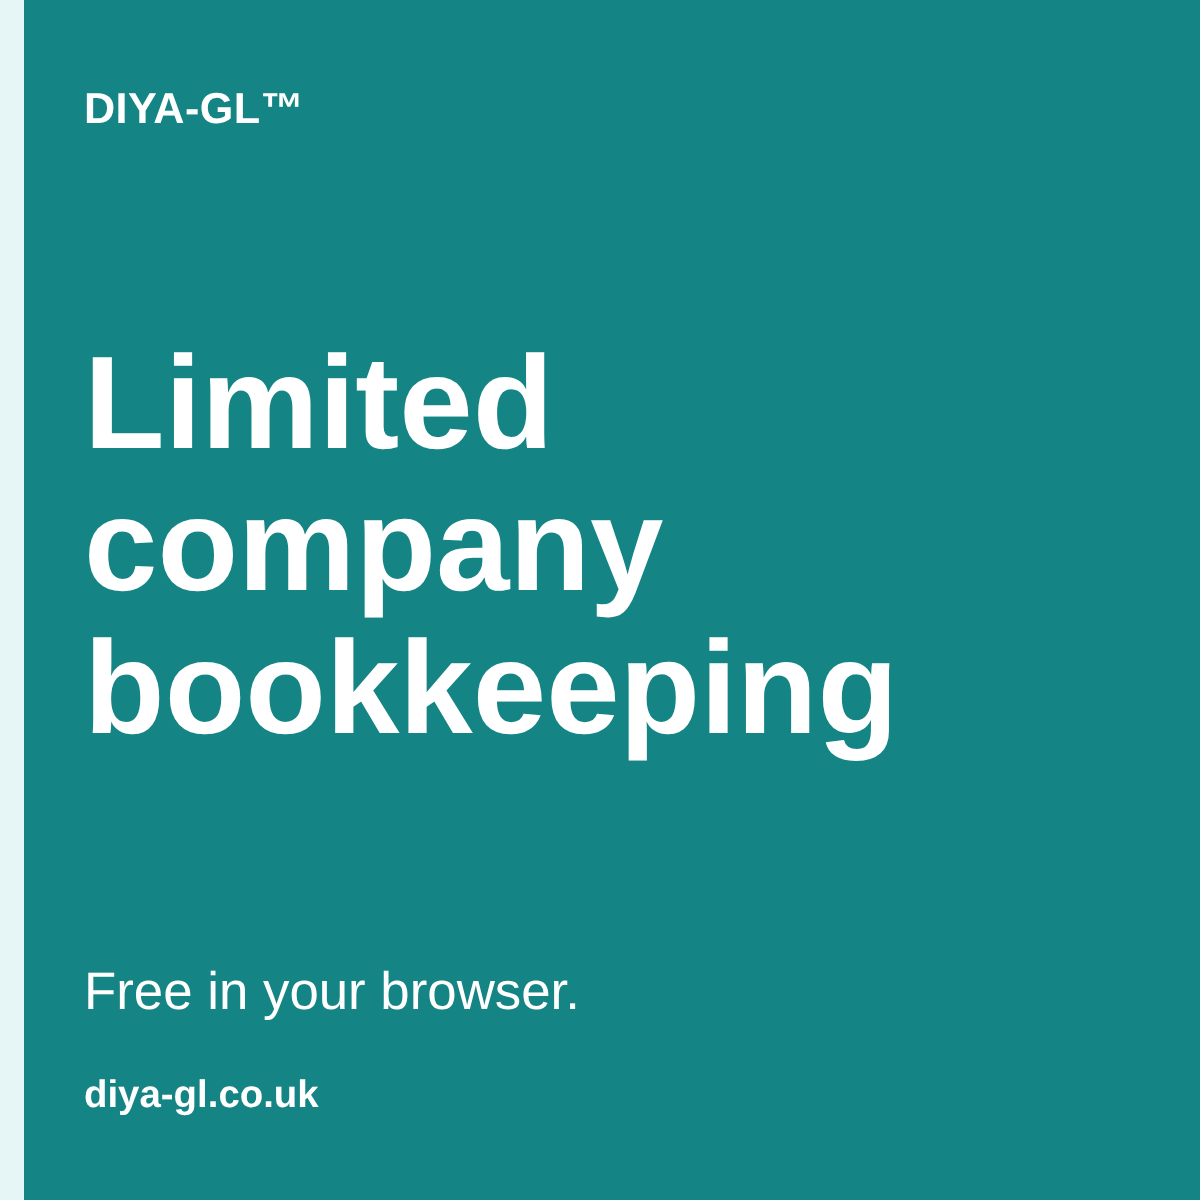 DIYA-GL™
Limited
company
bookkeeping
Free in your browser.
diya-gl.co.uk